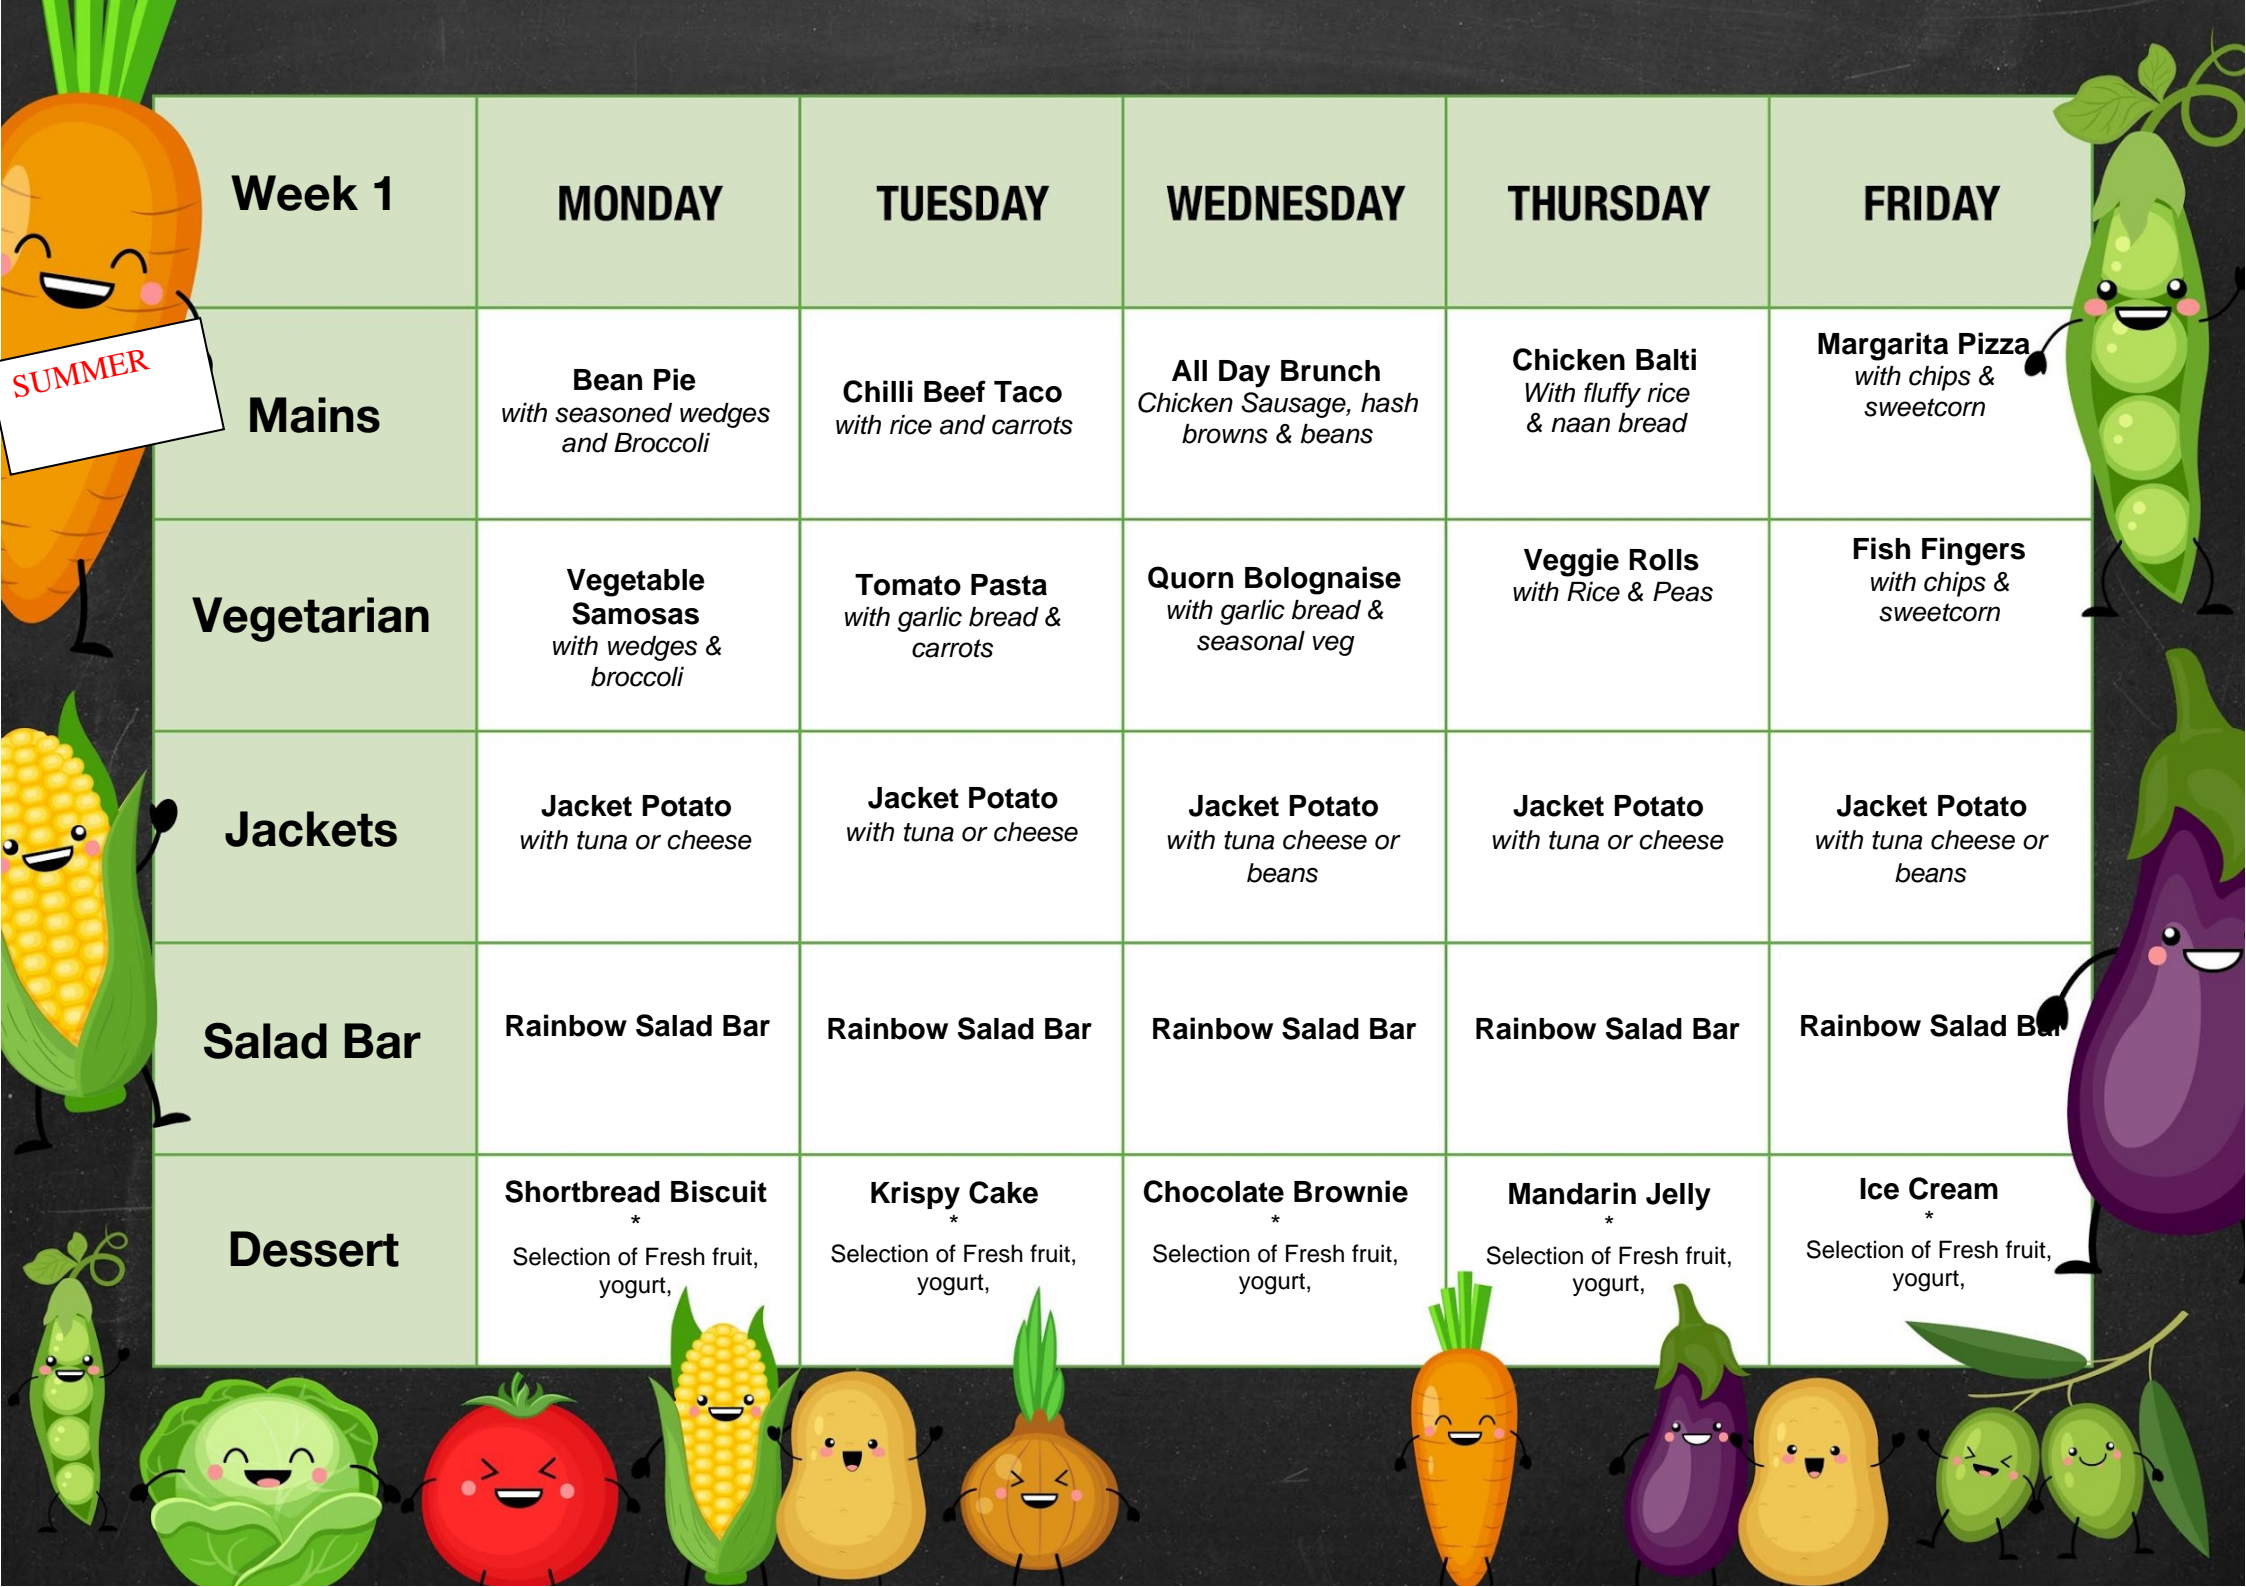 Week 1
MONDAY
TUESDAY
WEDNESDAY
THURSDAY
FRIDAY
SUMMER
Mains
Bean Pie
with seasoned wedges
and Broccoli
Chilli Beef Taco
with rice and carrots
All Day Brunch
Chicken Sausage, hash
browns & beans
Chicken Balti
With fluffy rice
& naan bread
Margarita Pizza
with chips &
sweetcorn
Vegetarian
Vegetable
Samosas
with wedges &
broccoli
Tomato Pasta
with garlic bread &
carrots
Quorn Bolognaise
with garlic bread &
seasonal veg
Veggie Rolls
with Rice & Peas
Fish Fingers
with chips &
sweetcorn
Jackets
Jacket Potato
with tuna or cheese
Jacket Potato
with tuna or cheese
Jacket Potato
with tuna cheese or
beans
Jacket Potato
with tuna or cheese
Jacket Potato
with tuna cheese or
beans
Salad Bar
Rainbow Salad Bar
Rainbow Salad Bar
Rainbow Salad Bar
Rainbow Salad Bar
Rainbow Salad Bar
Dessert
Shortbread Biscuit
*
Selection of Fresh fruit,
yogurt,
Krispy Cake
*
Selection of Fresh fruit,
yogurt,
Chocolate Brownie
*
Selection of Fresh fruit,
yogurt,
Mandarin Jelly
*
Selection of Fresh fruit,
yogurt,
Ice Cream
*
Selection of Fresh fruit,
yogurt,